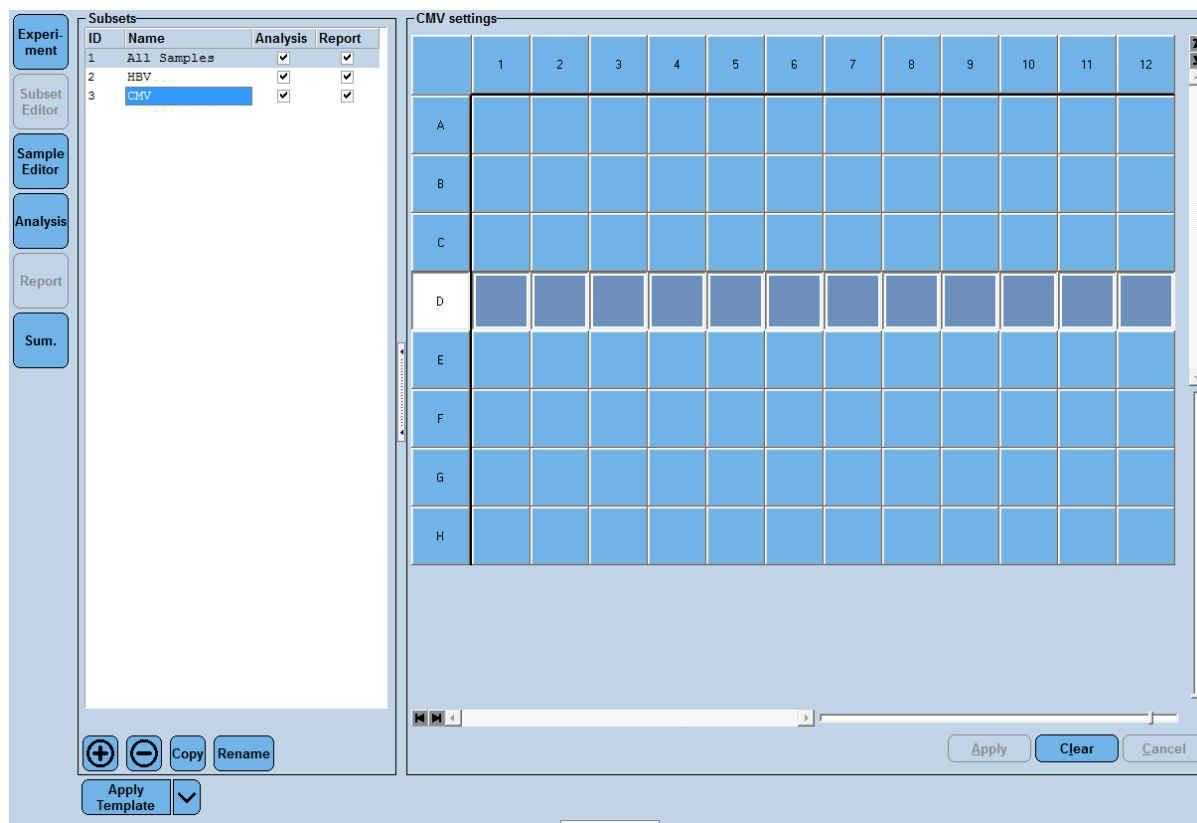 Experi-
ment
Subset
Editor
Sample
Editor
Analysis
Report
Sum.
Subsets
ID Name Analysis Report
1 All Samples
2 HBV
3 CMV
Copy
Rename
Apply
Template
CMV settings
1 2 3 4 5 6 7 8 9 10 11 12
A
B
C
D
E
F
G
H
Apply
Clear
Cancel